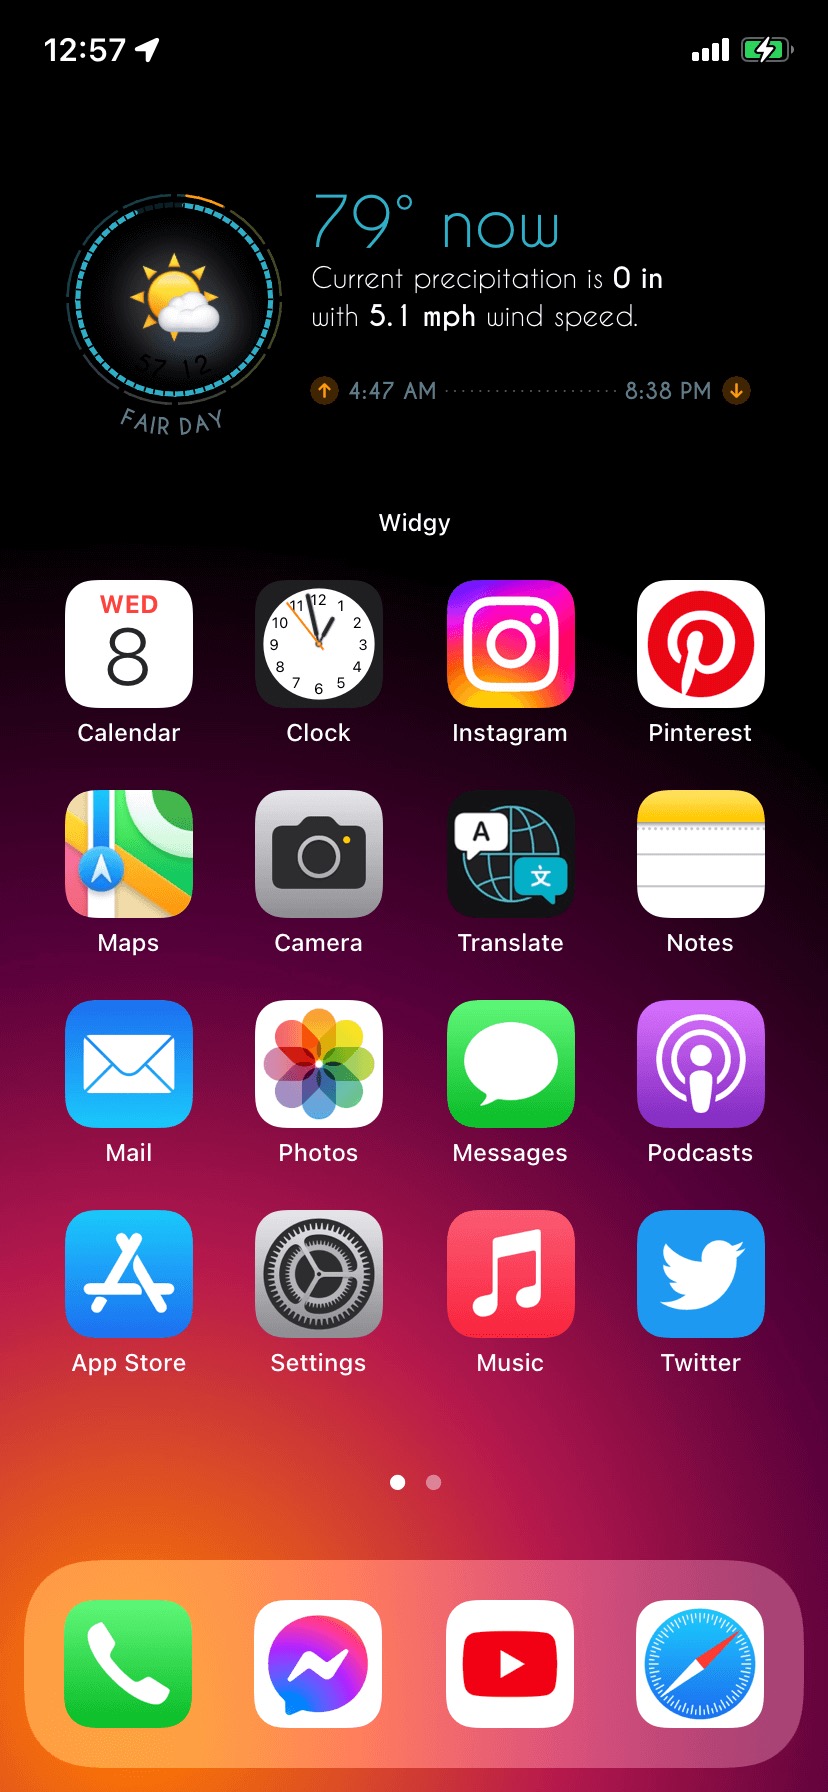 12:57
79° now
Current precipitation is 0 in
with 5.1 mph wind speed.
57 12
4:47 AM 8:38 PM
FAIR DAY
Widgy
WED
8
12
11 1
10 2
9 3
8 4
7 6 5
Calendar Clock Instagram Pinterest
A 文
Maps Camera Translate Notes
Mail Photos Messages Podcasts
App Store Settings Music Twitter